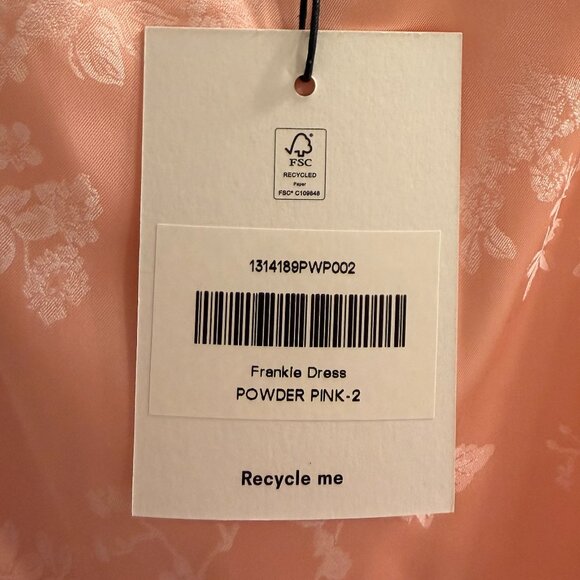 FSC
RECYCLED
Paper
FSC® C109848
1314189PWP002
Frankie Dress
POWDER PINK-2
Recycle me